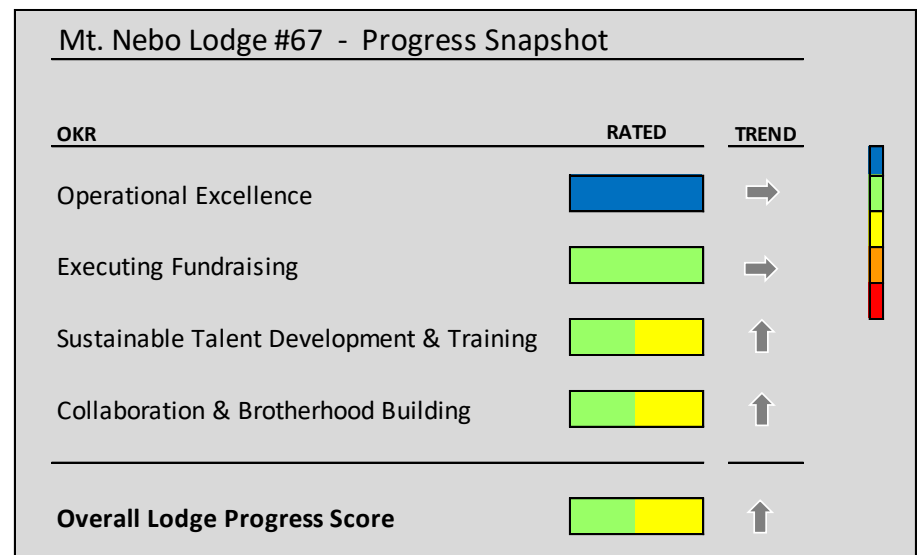 Mt. Nebo Lodge #67 - Progress Snapshot
OKR RATED TREND
Operational Excellence
Executing Fundraising
Sustainable Talent Development & Training
Collaboration & Brotherhood Building
Overall Lodge Progress Score